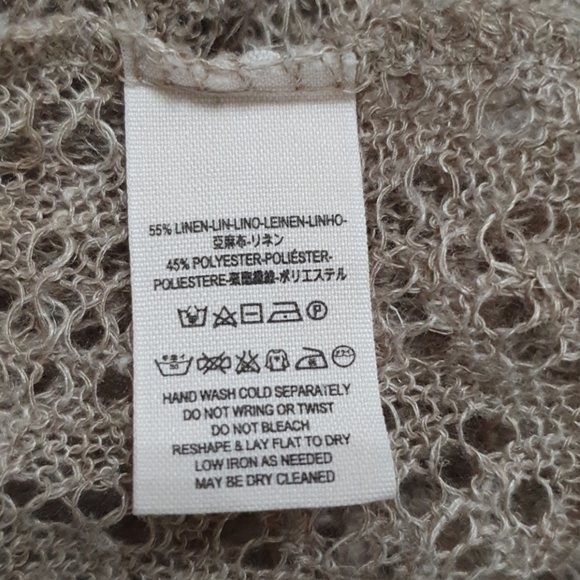 55% LINEN-LIN-LINO-LEINEN-LINHO-
亜麻布-リネン
45% POLYESTER-POLIÉSTER-
POLIESTERE-聚酯纖維-ポリエステル
P
HAND WASH COLD SEPARATELY
DO NOT WRING OR TWIST
DO NOT BLEACH
RESHAPE & LAY FLAT TO DRY
LOW IRON AS NEEDED
MAY BE DRY CLEANED